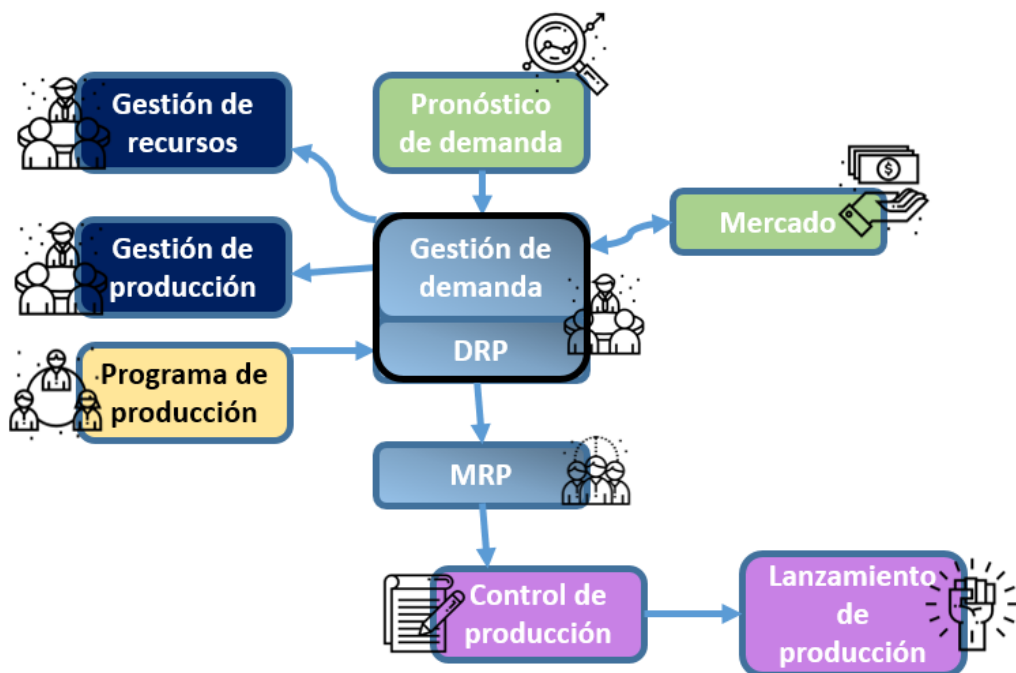 Gestión de
recursos
Pronóstico
de demanda
Mercado
Gestión de
producción
Gestión de
demanda
DRP
Programa de
producción
MRP
Control de
producción
Lanzamiento
de
producción